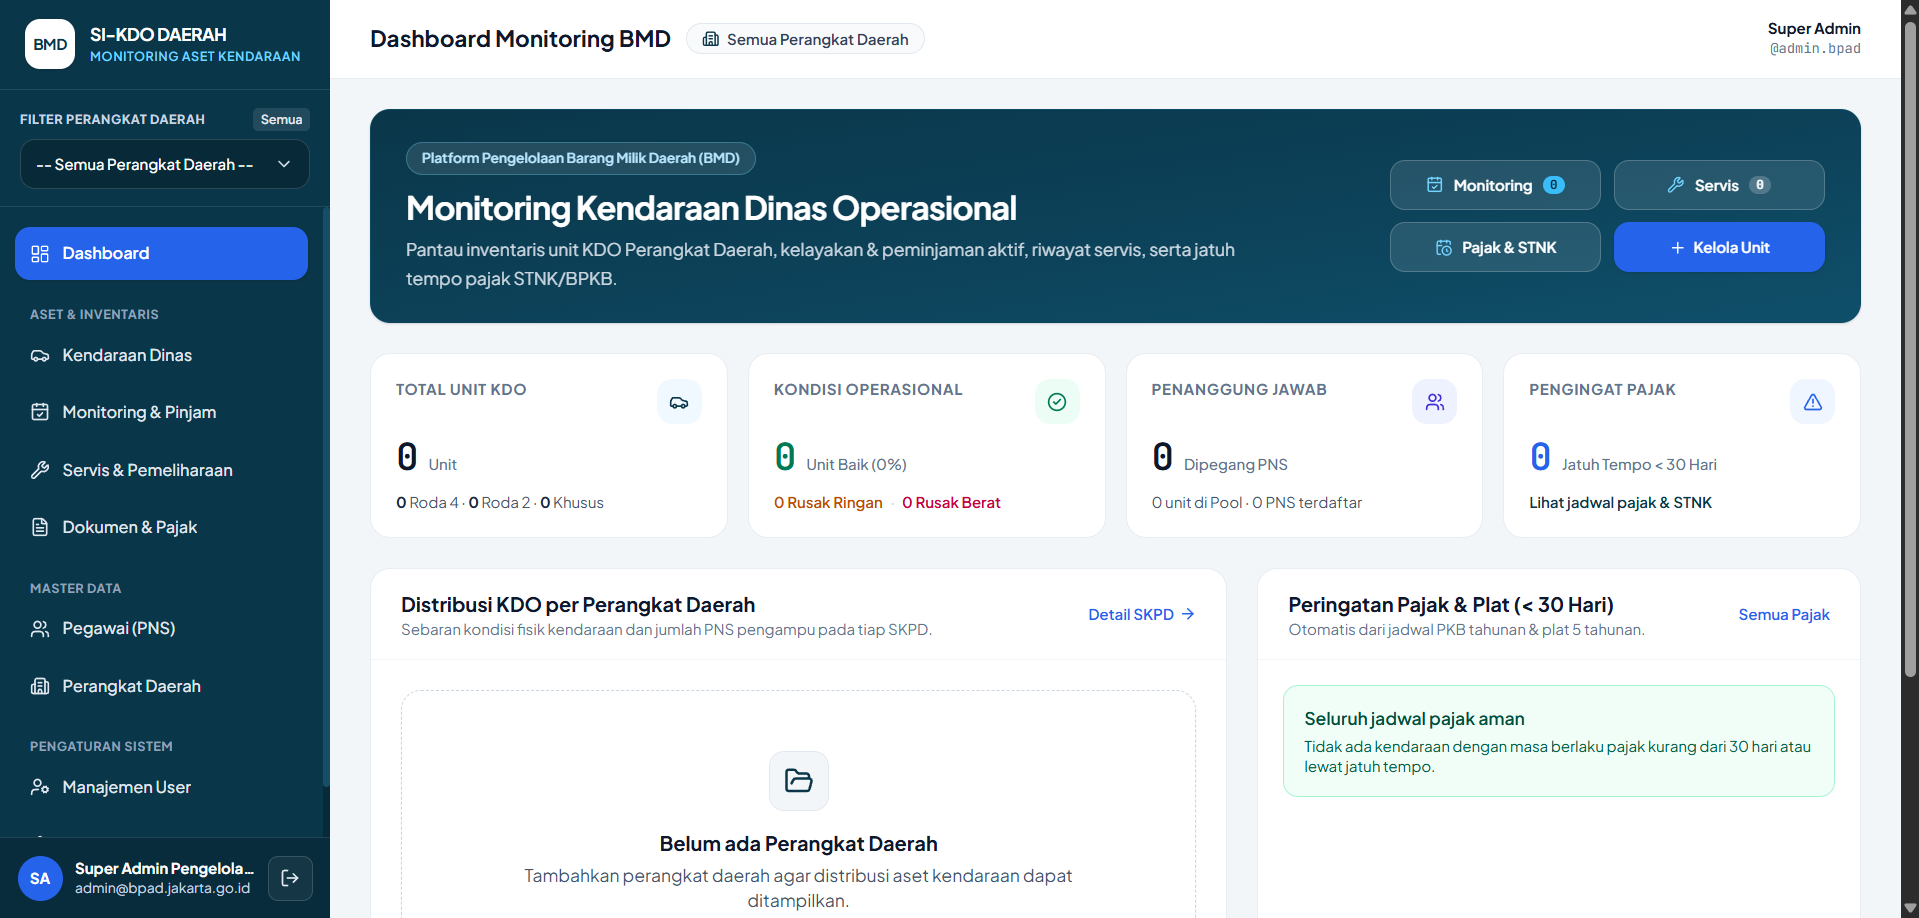 BMD
SI-KDO DAERAH
MONITORING ASET KENDARAAN
FILTER PERANGKAT DAERAH
Semua
-- Semua Perangkat Daerah --
Dashboard
ASET & INVENTARIS
Kendaraan Dinas
Monitoring & Pinjam
Servis & Pemeliharaan
Dokumen & Pajak
MASTER DATA
Pegawai (PNS)
Perangkat Daerah
PENGATURAN SISTEM
Manajemen User
SA
Super Admin Pengelola...
admin@bpad.jakarta.go.id
Dashboard Monitoring BMD
Semua Perangkat Daerah
Super Admin
@admin.bpad
Platform Pengelolaan Barang Milik Daerah (BMD)
Monitoring Kendaraan Dinas Operasional
Pantau inventaris unit KDO Perangkat Daerah, kelayakan & peminjaman aktif, riwayat servis, serta jatuh
tempo pajak STNK/BPKB.
Monitoring 0
Servis 0
Pajak & STNK
+ Kelola Unit
TOTAL UNIT KDO
0 Unit
0 Roda 4 · 0 Roda 2 · 0 Khusus
KONDISI OPERASIONAL
0 Unit Baik (0%)
0 Rusak Ringan · 0 Rusak Berat
PENANGGUNG JAWAB
0 Dipegang PNS
0 unit di Pool · 0 PNS terdaftar
PENGINGAT PAJAK
0 Jatuh Tempo < 30 Hari
Lihat jadwal pajak & STNK
Distribusi KDO per Perangkat Daerah
Sebaran kondisi fisik kendaraan dan jumlah PNS pengampu pada tiap SKPD.
Detail SKPD →
Belum ada Perangkat Daerah
Tambahkan perangkat daerah agar distribusi aset kendaraan dapat
ditampilkan.
Peringatan Pajak & Plat (< 30 Hari)
Otomatis dari jadwal PKB tahunan & plat 5 tahunan.
Semua Pajak
Seluruh jadwal pajak aman
Tidak ada kendaraan dengan masa berlaku pajak kurang dari 30 hari atau
lewat jatuh tempo.